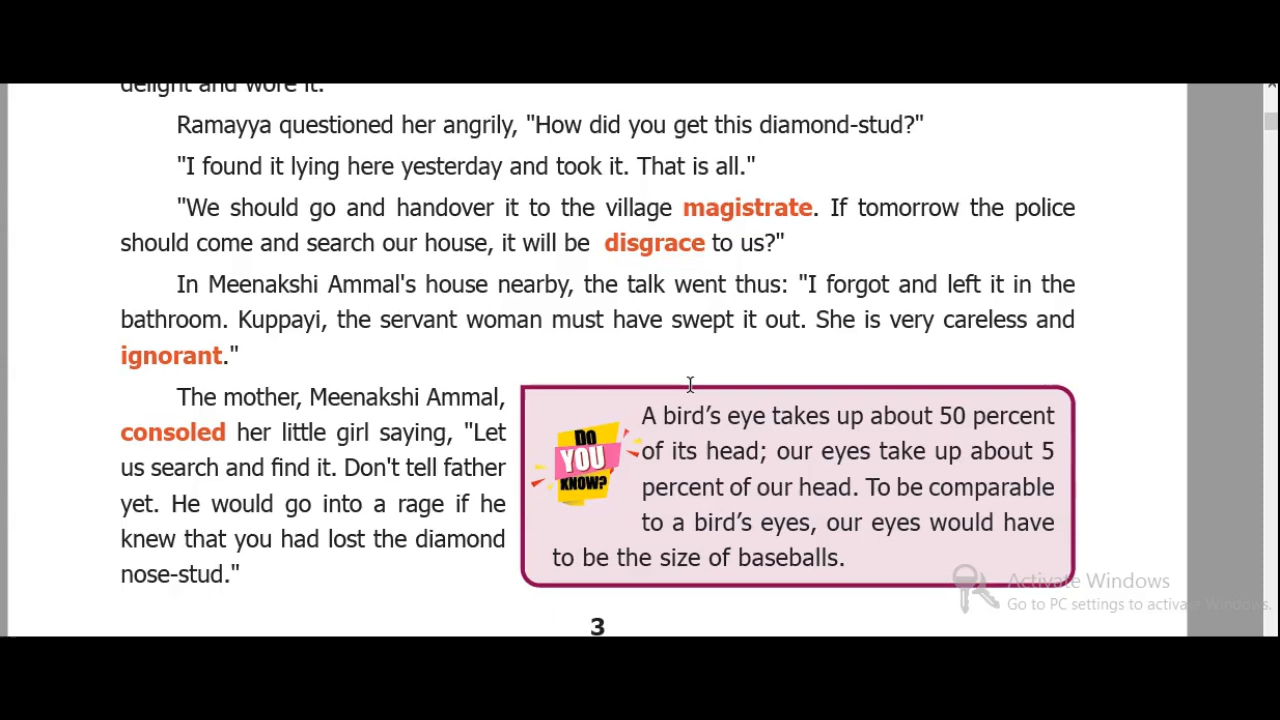 delight and wore it.
Ramayya questioned her angrily, "How did you get this diamond-stud?"
"I found it lying here yesterday and took it. That is all."
"We should go and handover it to the village magistrate. If tomorrow the police
should come and search our house, it will be disgrace to us?"
In Meenakshi Ammal's house nearby, the talk went thus: "I forgot and left it in the
bathroom. Kuppayi, the servant woman must have swept it out. She is very careless and
ignorant."
The mother, Meenakshi Ammal,
consoled her little girl saying, "Let
us search and find it. Don't tell father
yet. He would go into a rage if he
knew that you had lost the diamond
nose-stud."
DO
YOU
KNOW?
A bird's eye takes up about 50 percent
of its head; our eyes take up about 5
percent of our head. To be comparable
to a bird's eyes, our eyes would have
to be the size of baseballs.
Activate Windows
Go to PC settings to activate Windows.
3